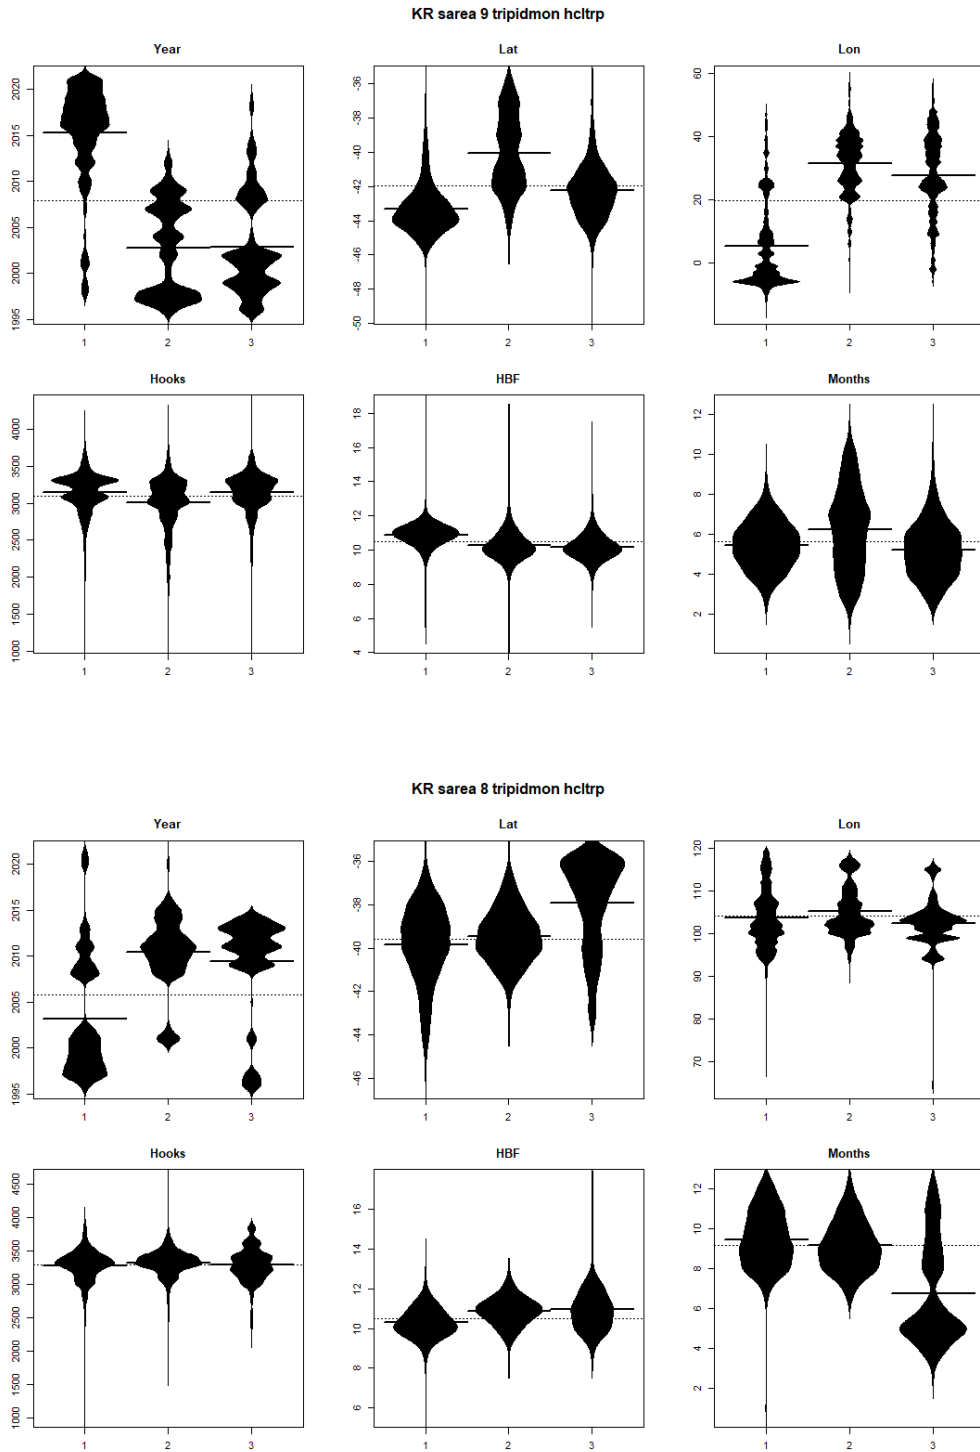 KR sarea 9 tripidmon hcltrp
Year Lat Lon
1995 2000 2005 2010 2015 2020
-50 -48 -46 -44 -42 -40 -38 -36
0 20 40 60
1 2 3 1 2 3 1 2 3
Hooks HBF Months
1000 1500 2000 2500 3000 3500 4000
4 6 8 10 12 14 16 18
2 4 6 8 10 12
1 2 3 1 2 3 1 2 3
KR sarea 8 tripidmon hcltrp
Year Lat Lon
1995 2000 2005 2010 2015 2020
-46 -44 -42 -40 -38 -36
70 80 90 100 110 120
1 2 3 1 2 3 1 2 3
Hooks HBF Months
1000 1500 2000 2500 3000 3500 4000 4500
6 8 10 12 14 16
2 4 6 8 10 12
1 2 3 1 2 3 1 2 3